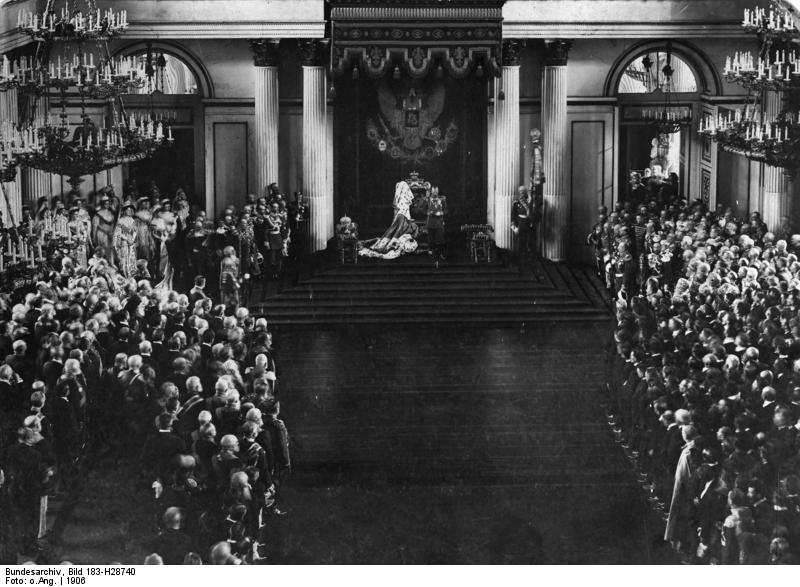 Bundesarchiv, Bild 183-H28740
Foto: o.Ang. | 1906